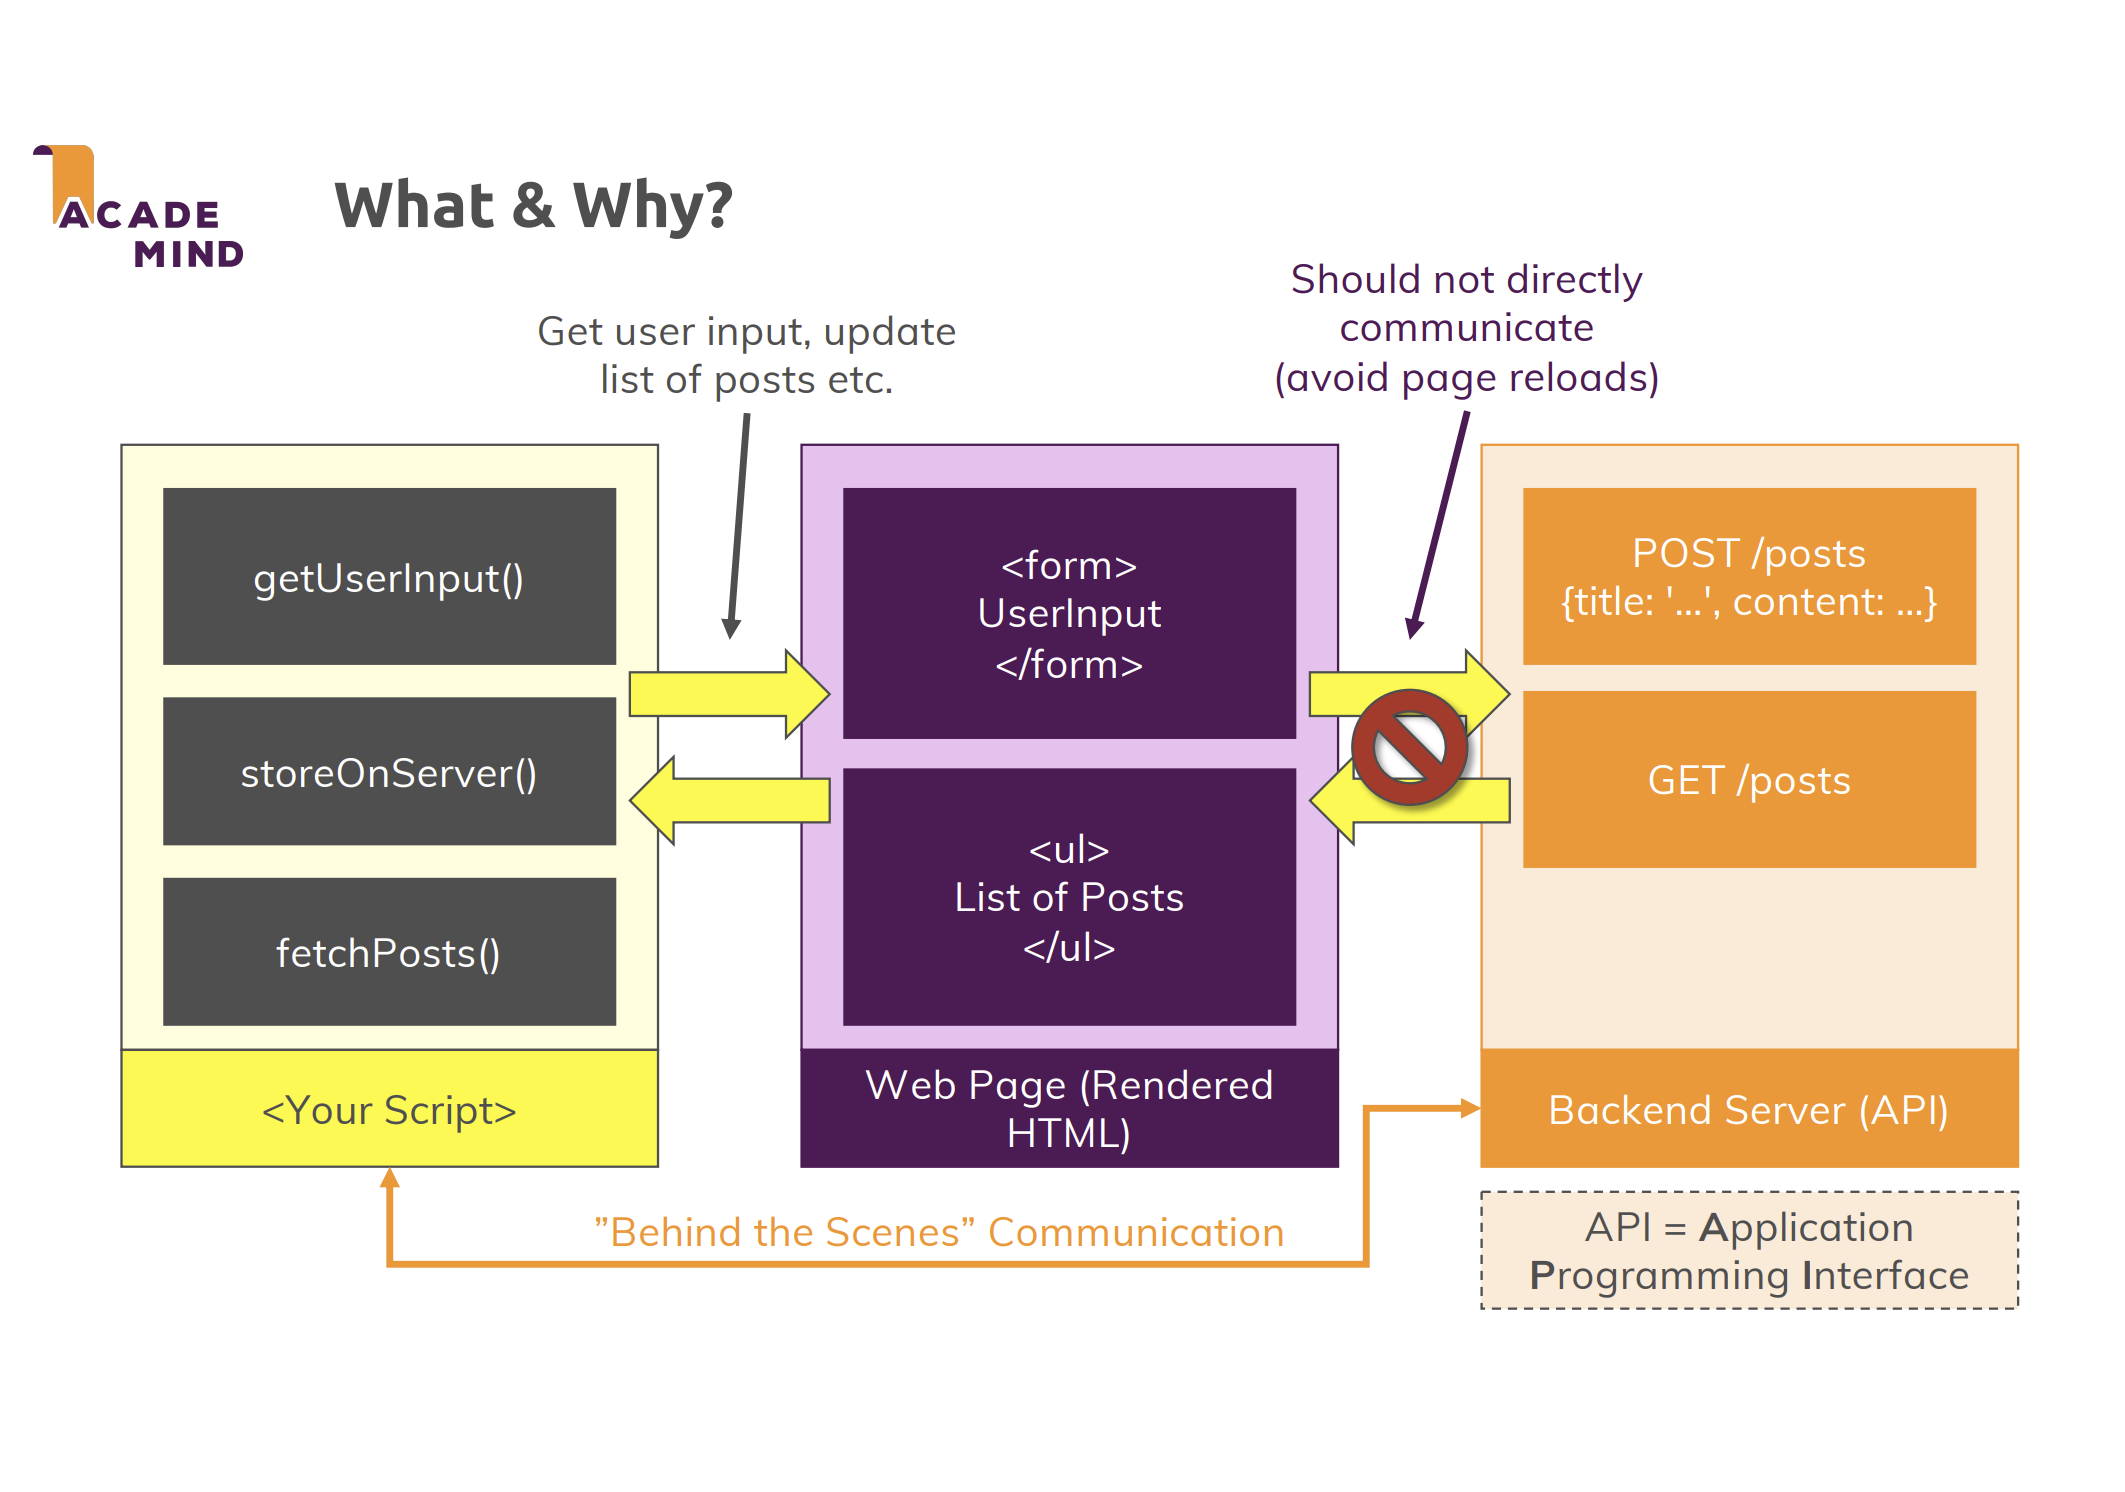 ACADE
MIND
What & Why?
Get user input, update
list of posts etc.
Should not directly
communicate
(avoid page reloads)
getUserInput()
storeOnServer()
fetchPosts()
<Your Script>
<form>
UserInput
</form>
<ul>
List of Posts
</ul>
Web Page (Rendered
HTML)
POST /posts
{title: '...', content: ...}
GET /posts
Backend Server (API)
”Behind the Scenes” Communication
API = Application
Programming Interface